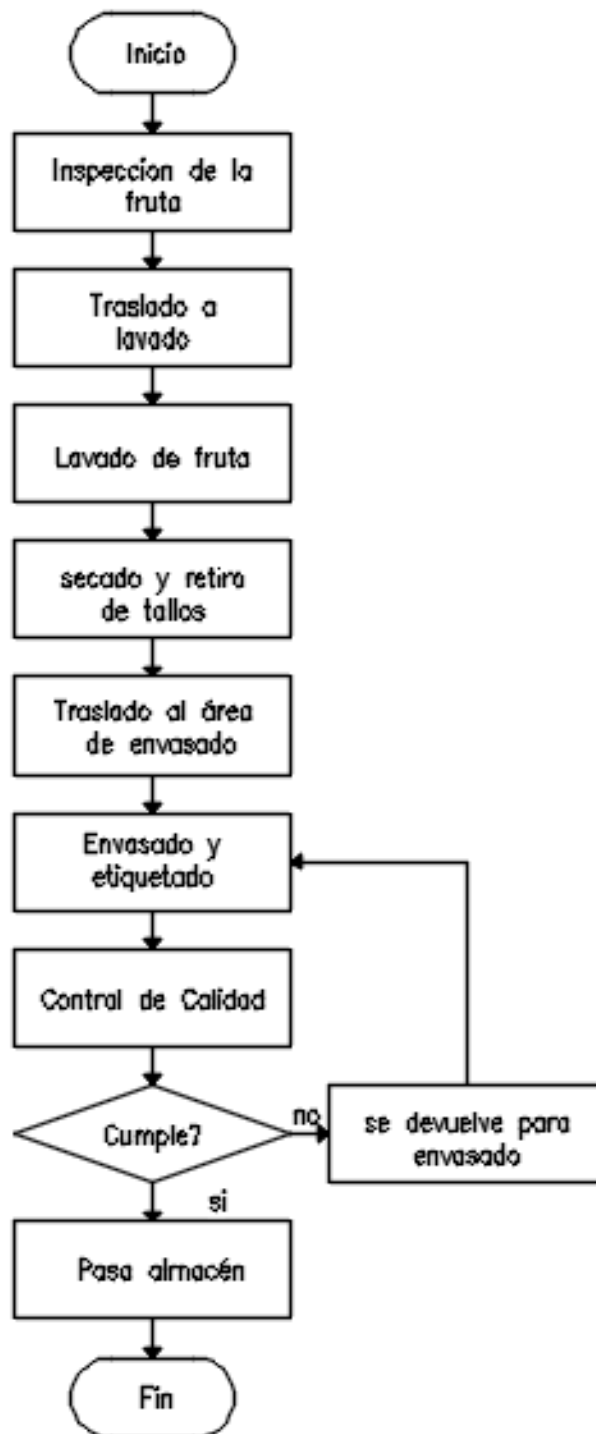 Inicio
Inspeccion de la
fruta
Traslado a
lavado
Lavado de fruta
secado y retiro
de tallos
Traslado al área
de envasado
Envasado y
etiquetado
Control de Calidad
Cumple?
no
se devuelve para
envasado
si
Pasa almacén
Fin